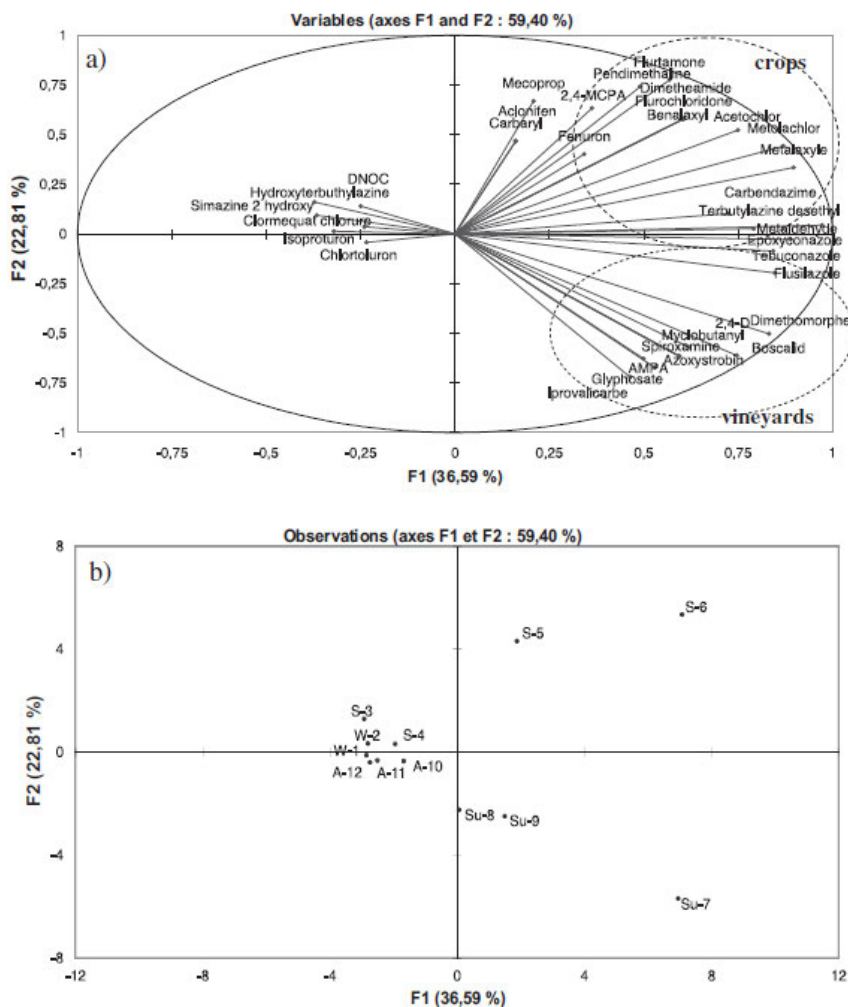 Variables (axes F1 and F2 : 59,40 %)
a)
crops
Flurtamone
Pendimethaline
Mecoprop
2,4-MCPA
Dimetheamide
Flurochloridone
Aclonifen
Benalaxyl
Acetochlor
Carbaryl
Metolachlor
Fenuron
Metalaxyle
DNOC
Hydroxyterbuthylazine
Carbendazime
Simazine 2 hydroxy
Terbutylazine desethyl
Clormequat chlorure
Metaldehyde
Isoproturon
Epoxyconazole
Chlortoluron
Tebuconazole
Flusilazole
2,4-D
Dimethomorphe
Myclobutanyl
Spiroxamine
Boscalid
Azoxystrobin
AMPA
Glyphosate
Iprovalicarbe
vineyards
F2 (22,81 %)
1
0,75
0,5
0,25
0
-0,25
-0,5
-0,75
-1
-1 -0,75 -0,5 -0,25 0 0,25 0,5 0,75 1
F1 (36,59 %)
Observations (axes F1 et F2 : 59,40 %)
b)
S-6
S-5
S-3
W-2 S-4
W-1
A-12 A-11 A-10
Su-8 Su-9
Su-7
F2 (22,81 %)
8
4
0
-4
-8
-12 -8 -4 0 4 8 12
F1 (36,59 %)